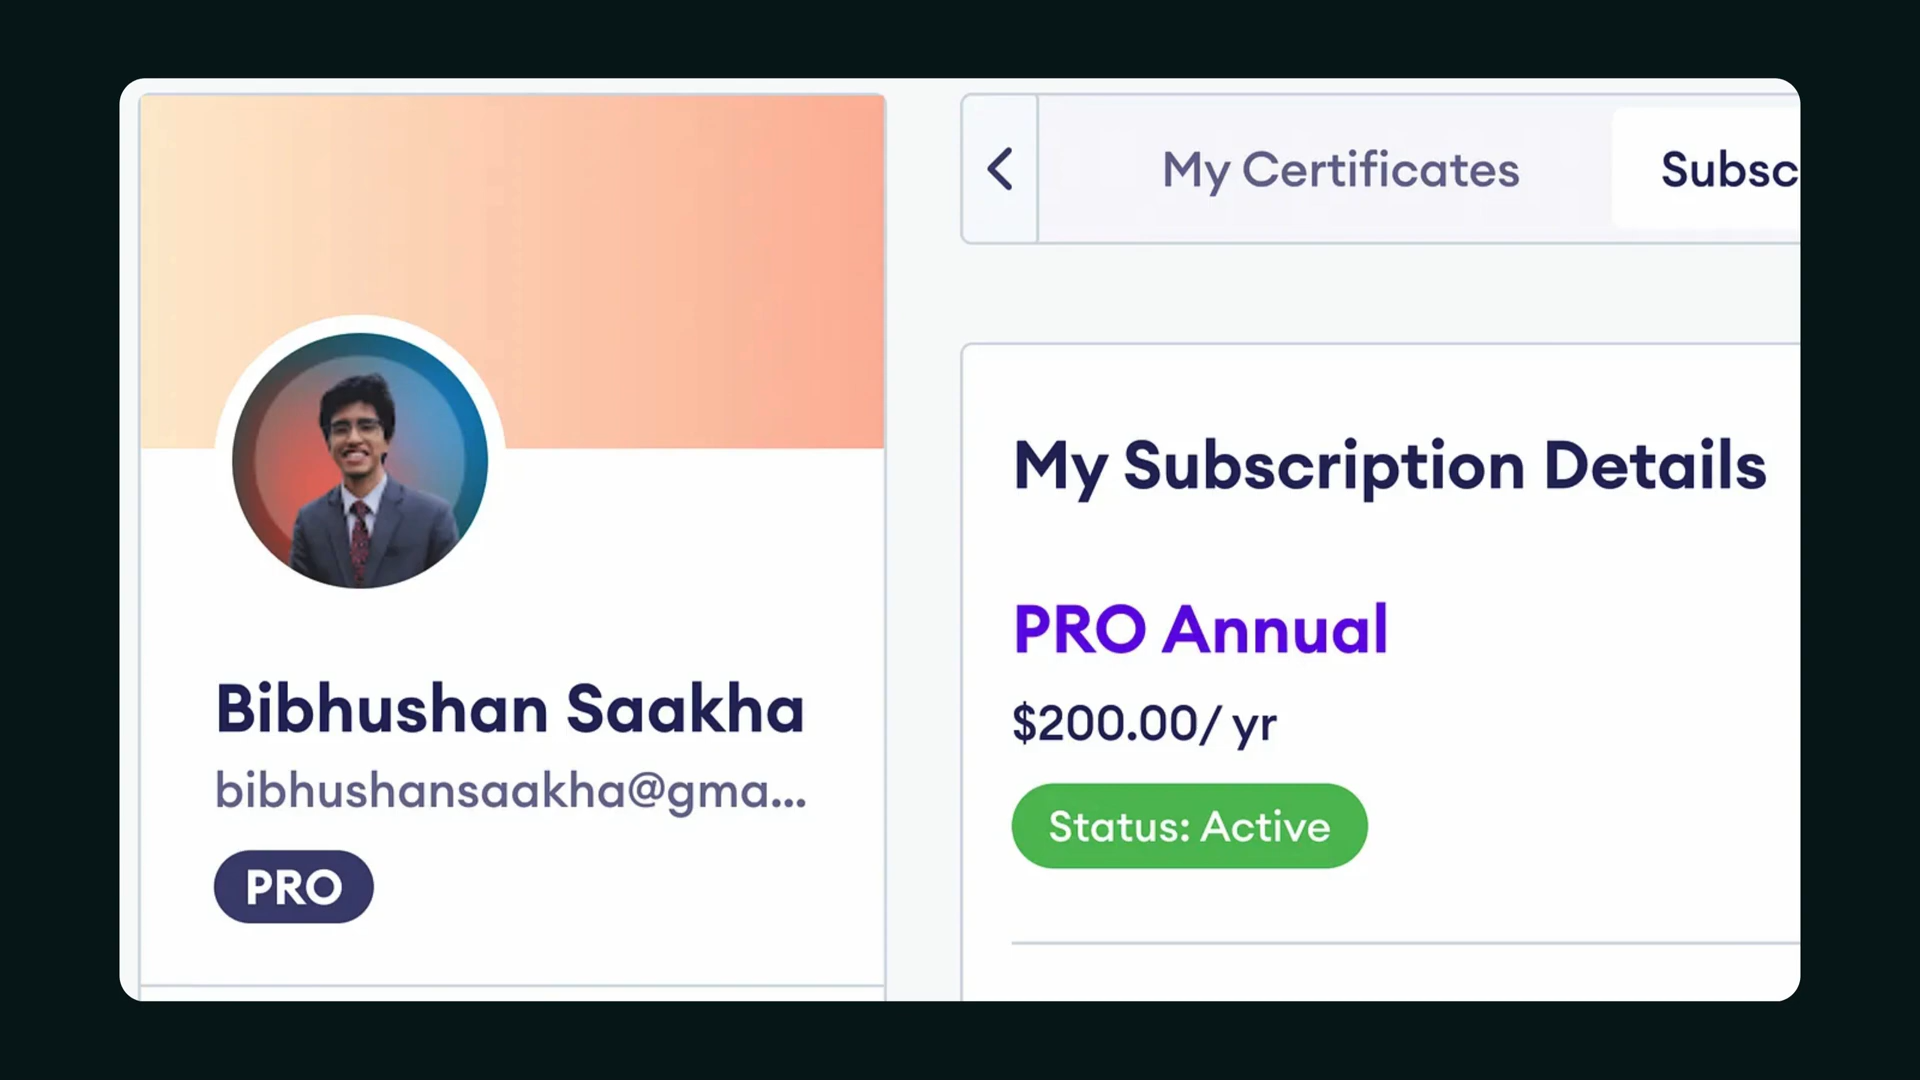 My Certificates
Subsc
Bibhushan Saakha
bibhushansaakha@gma...
PRO
My Subscription Details
PRO Annual
$200.00/ yr
Status: Active